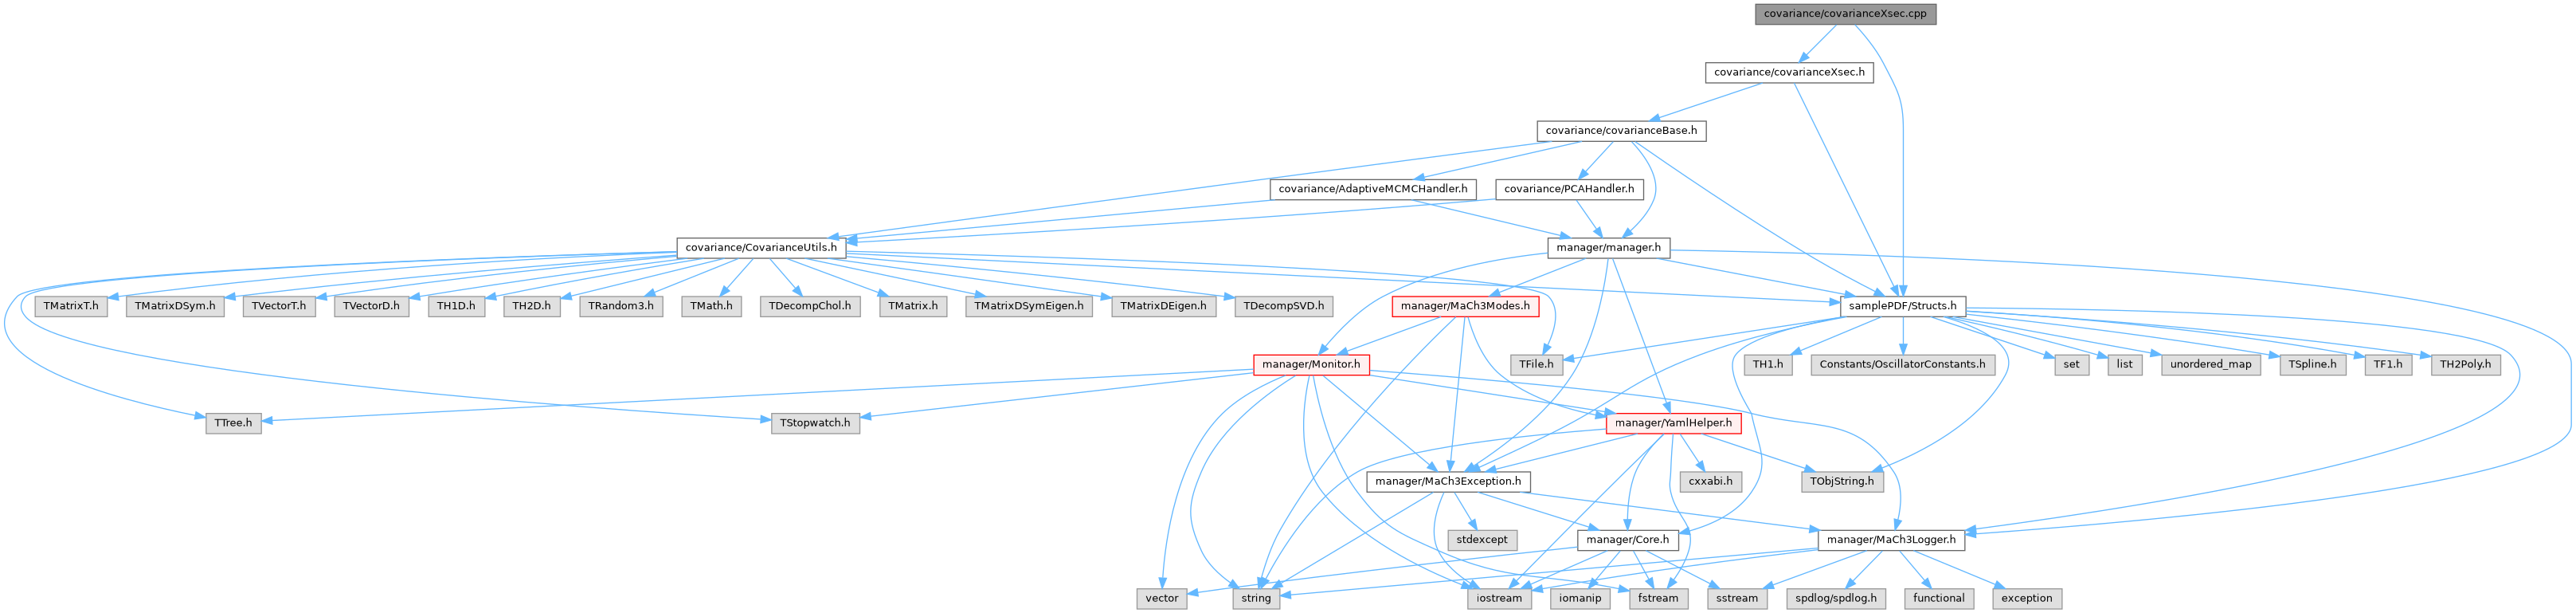 covariance/covarianceXsec.cpp
covariance/covarianceXsec.h
covariance/covarianceBase.h
covariance/AdaptiveMCMCHandler.h
covariance/PCAHandler.h
covariance/CovarianceUtils.h
manager/manager.h
TMatrixT.h
TMatrixDSym.h
TVectorT.h
TVectorD.h
TH1D.h
TH2D.h
TRandom3.h
TMath.h
TDecompChol.h
TMatrix.h
TMatrixDSymEigen.h
TMatrixDEigen.h
TDecompSVD.h
manager/MaCh3Modes.h
samplePDF/Structs.h
manager/Monitor.h
TFile.h
TH1.h
Constants/OscillatorConstants.h
set
list
unordered_map
TSpline.h
TF1.h
TH2Poly.h
TTree.h
TStopwatch.h
manager/YamlHelper.h
manager/MaCh3Exception.h
cxxabi.h
TObjString.h
stdexcept
manager/Core.h
manager/MaCh3Logger.h
vector
string
iostream
iomanip
fstream
sstream
spdlog/spdlog.h
functional
exception